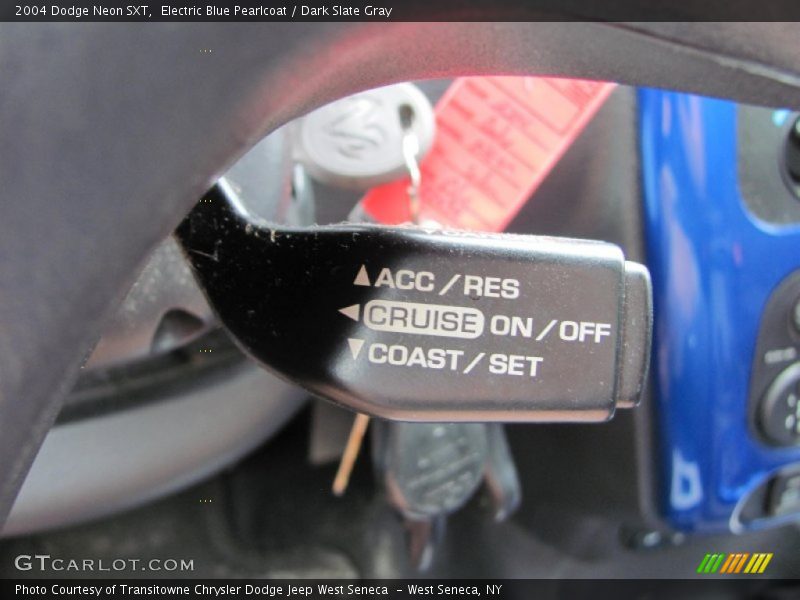 2004 Dodge Neon SXT,  Electric Blue Pearlcoat / Dark Slate Gray
▲ACC/RES
◀CRUISE ON/OFF
▼COAST/SET
GTCARLOT.COM
Photo Courtesy of Transitowne Chrysler Dodge Jeep West Seneca  - West Seneca, NY